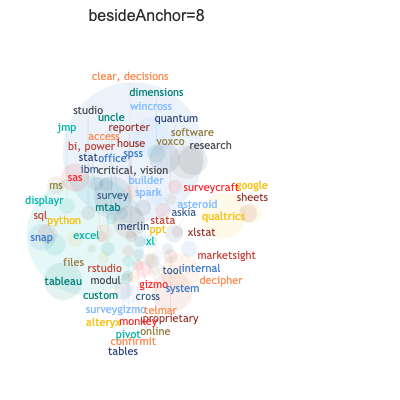 besideAnchor=8
clear, decisions
dimensions
wincross
studio
uncle
quantum
jmp
reporter
software
access
house
voxco
research
bi, power
stat
office
spss
ibm
critical, vision
sas
ms
builder
surveycraft
google
survey
spark
sheets
displayr
mtab
asteroid
sql
askia
qualtrics
python
stata
merlin
ppt
xlstat
snap
excel
xl
marketsight
files
rstudio
tool
internal
tableau
modul
gizmo
decipher
custom
cross
system
surveygizmo
telmar
alteryx
monkey
proprietary
pivot
online
confirmit
tables